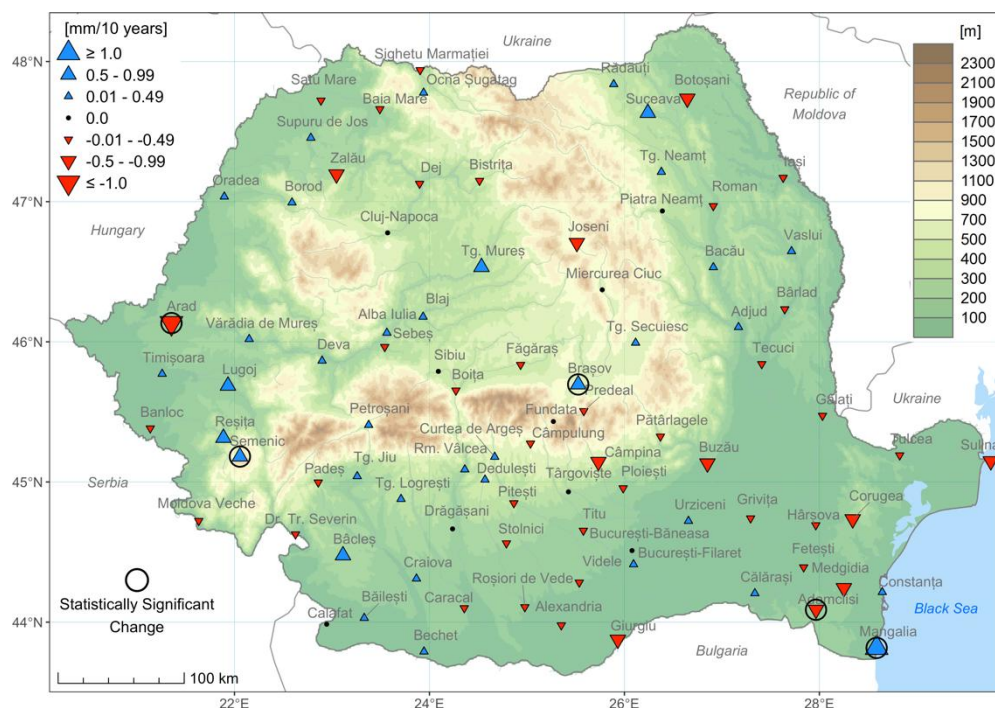 [mm/10 years]
≥ 1.0
0.5 - 0.99
0.01 - 0.49
0.0
-0.01 - -0.49
-0.5 - -0.99
≤ -1.0
[m]
2300
2100
1900
1700
1500
1300
1100
900
700
500
400
300
200
100
48°N
47°N
46°N
45°N
44°N
22°E
24°E
26°E
28°E
Ukraine
Republic of
Moldova
Hungary
Serbia
Bulgaria
Ukraine
Black Sea
Sighetu Marmației
Ocna Șugatag
Satu Mare
Baia Mare
Supuru de Jos
Rădăuți
Botoșani
Suceava
Zalău
Dej
Bistrița
Tg. Neamț
Iași
Oradea
Borod
Roman
Piatra Neamț
Cluj-Napoca
Joseni
Tg. Mureș
Bacău
Vaslui
Miercurea Ciuc
Arad
Blaj
Bârlad
Vărădia de Mureș
Alba Iulia
Sebeș
Tg. Secuiesc
Adjud
Timișoara
Deva
Sibiu
Făgăraș
Tecuci
Lugoj
Boița
Brașov
Predeal
Banloc
Petroșani
Fundata
Galați
Reșița
Curtea de Argeș
Câmpulung
Pătârlagele
Semenic
Rm. Vâlcea
Câmpina
Buzău
Tulcea
Sulina
Padeș
Tg. Jiu
Dedulești
Târgoviște
Ploiești
Moldova Veche
Tg. Logrești
Pitești
Urziceni
Grivița
Corugea
Dr. Tr. Severin
Drăgășani
Stolnici
Titu
Hârșova
București-Băneasa
Bâcleș
București-Filaret
Craiova
Videle
Fetești
Medgidia
Roșiori de Vede
Călărași
Constanța
Băilești
Caracal
Alexandria
Adamclisi
Calafat
Giurgiu
Mangalia
Bechet
Statistically Significant
Change
100 km